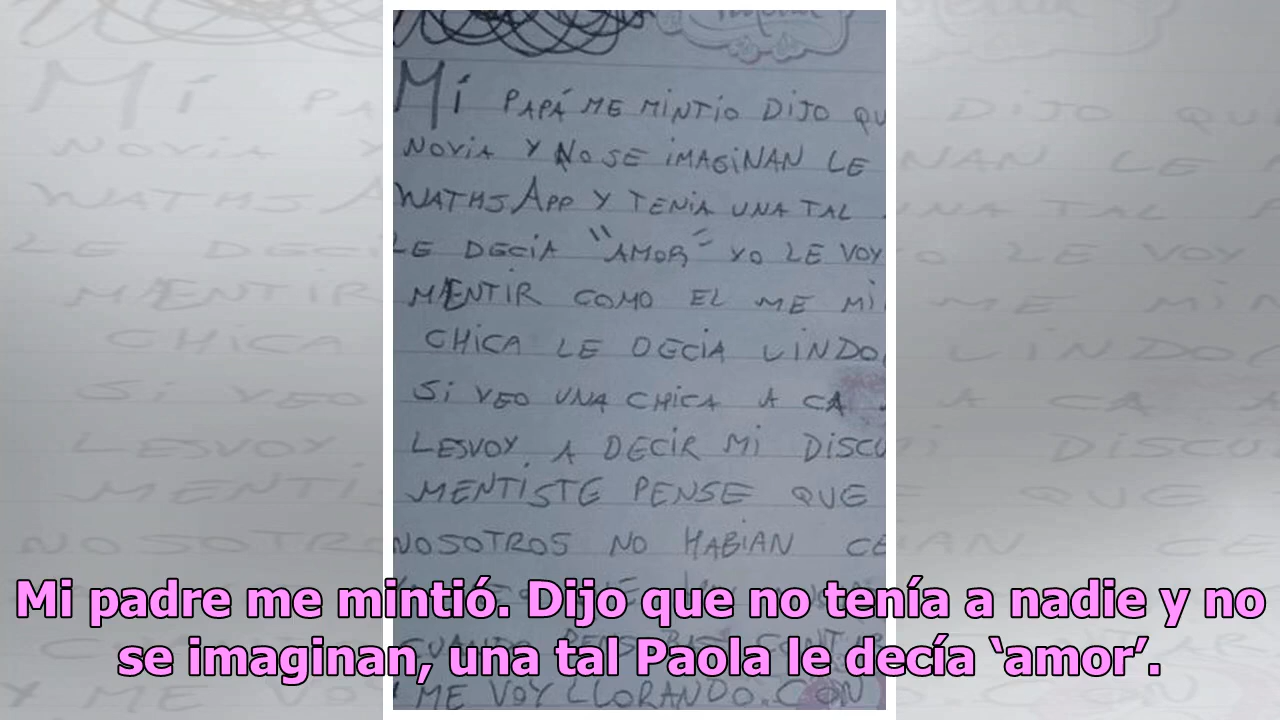 MÍ PAPÁ ME MINTIO DIJO QU
NOVIA Y NO SE IMAGINAN LE
WATHSAPP Y TENIA UNA TAL
LE DECIA "AMOR" YO LE VOY
MENTIR COMO EL ME MI
CHICA LE DECIA LINDO
SI VEO UNA CHICA A CA
LESVOY A DECIR MI DISCU
MENTISTE PENSE QUE
NOSOTROS NO HABIAN CE
Mi padre me mintió. Dijo que no tenía a nadie y no
CUANDO
se imaginan, una tal Paola le decía ‘amor’.
Y ME VOY LLORANDO. CON